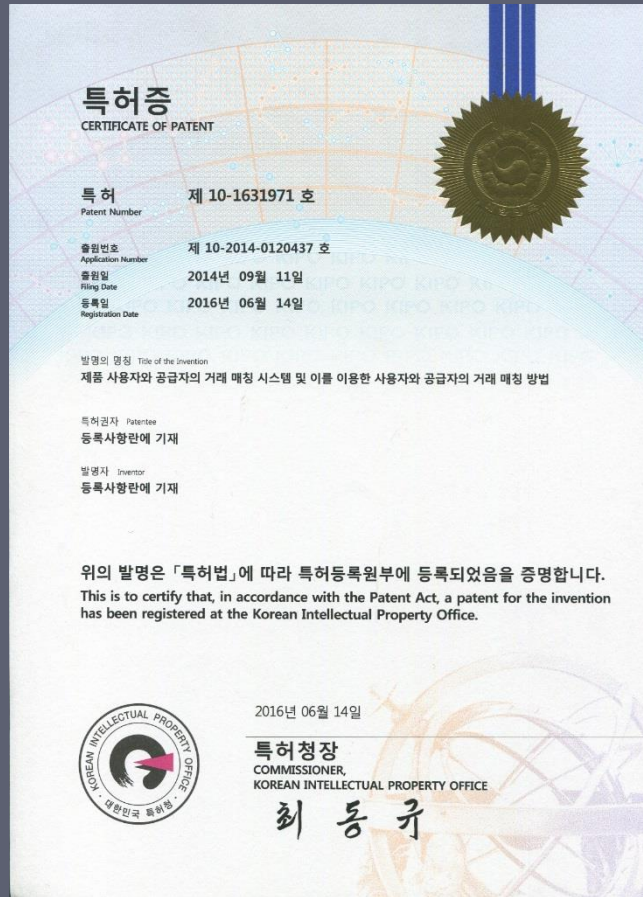 특허증
CERTIFICATE OF PATENT
특허 제 10-1631971 호
Patent Number
출원번호 제 10-2014-0120437 호
Application Number
출원일 2014년 09월 11일
Filing Date
등록일 2016년 06월 14일
Registration Date
발명의 명칭 Title of the Invention
제품 사용자와 공급자의 거래 매칭 시스템 및 이를 이용한 사용자와 공급자의 거래 매칭 방법
특허권자 Patentee
등록사항란에 기재
발명자 Inventor
등록사항란에 기재
위의 발명은 「특허법」에 따라 특허등록원부에 등록되었음을 증명합니다.
This is to certify that, in accordance with the Patent Act, a patent for the invention
has been registered at the Korean Intellectual Property Office.
2016년 06월 14일
특허청장
COMMISSIONER,
KOREAN INTELLECTUAL PROPERTY OFFICE
최동규
KOREAN INTELLECTUAL PROPERTY OFFICE
대한민국 특허청
KIPO KIPO KIPO